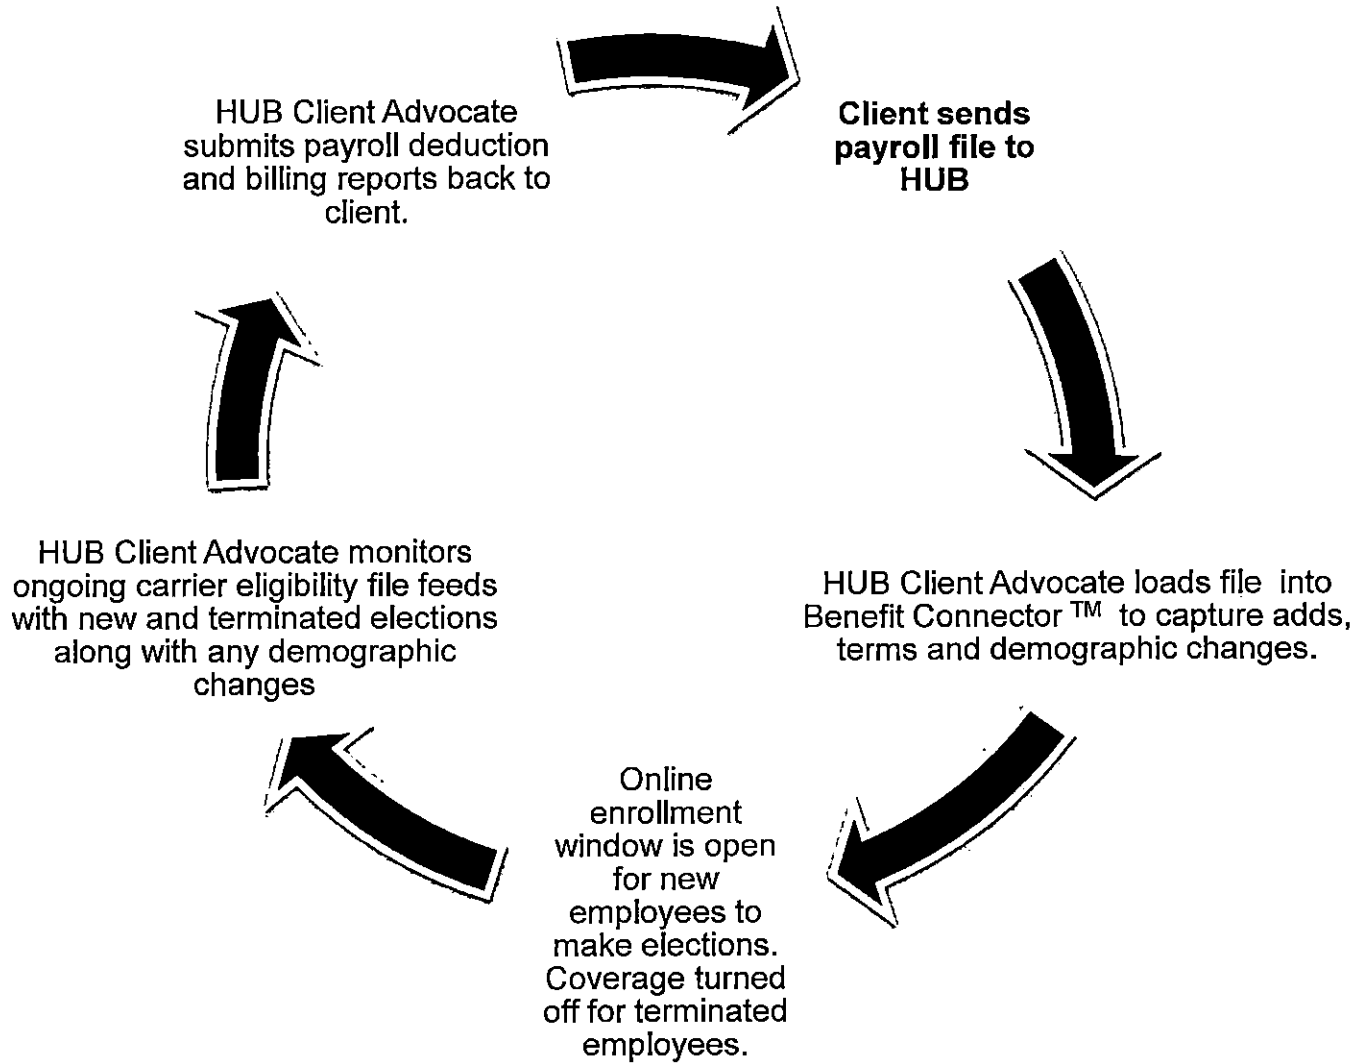 HUB Client Advocate
submits payroll deduction
and billing reports back to
client.
Client sends
payroll file to
HUB
HUB Client Advocate loads file into
Benefit Connector ™ to capture adds,
terms and demographic changes.
Online
enrollment
window is open
for new
employees to
make elections.
Coverage turned
off for terminated
employees.
HUB Client Advocate monitors
ongoing carrier eligibility file feeds
with new and terminated elections
along with any demographic
changes